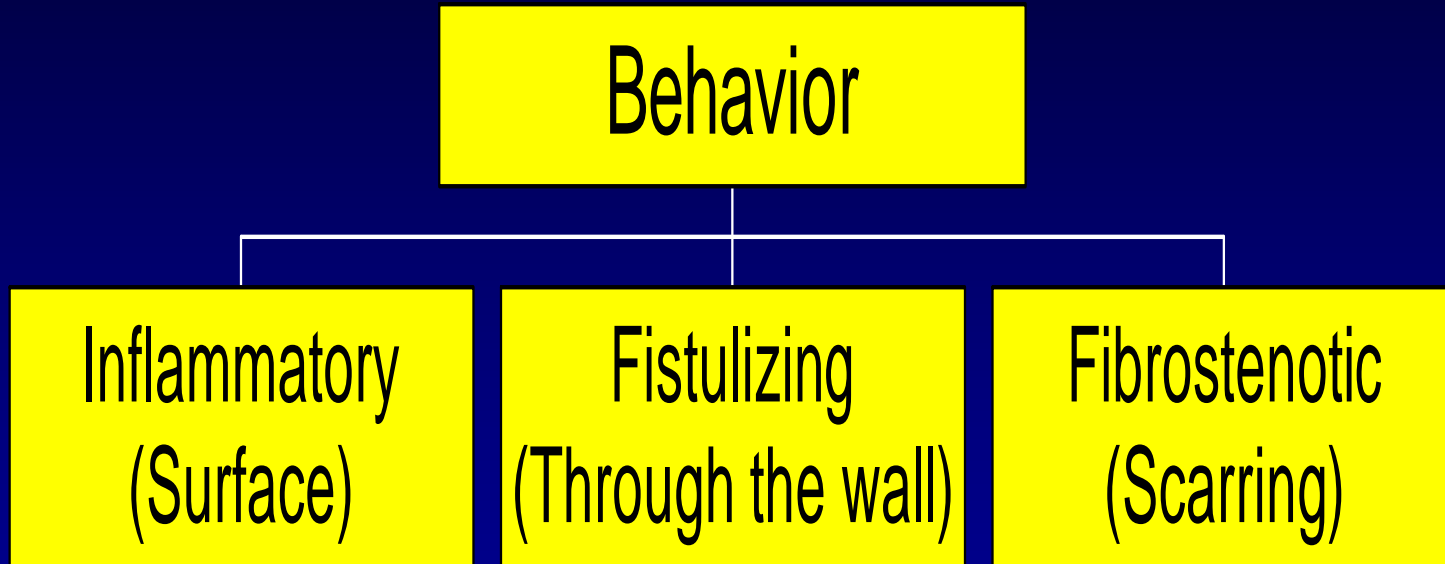 Behavior
Inflammatory
(Surface)
Fistulizing
(Through the wall)
Fibrostenotic
(Scarring)